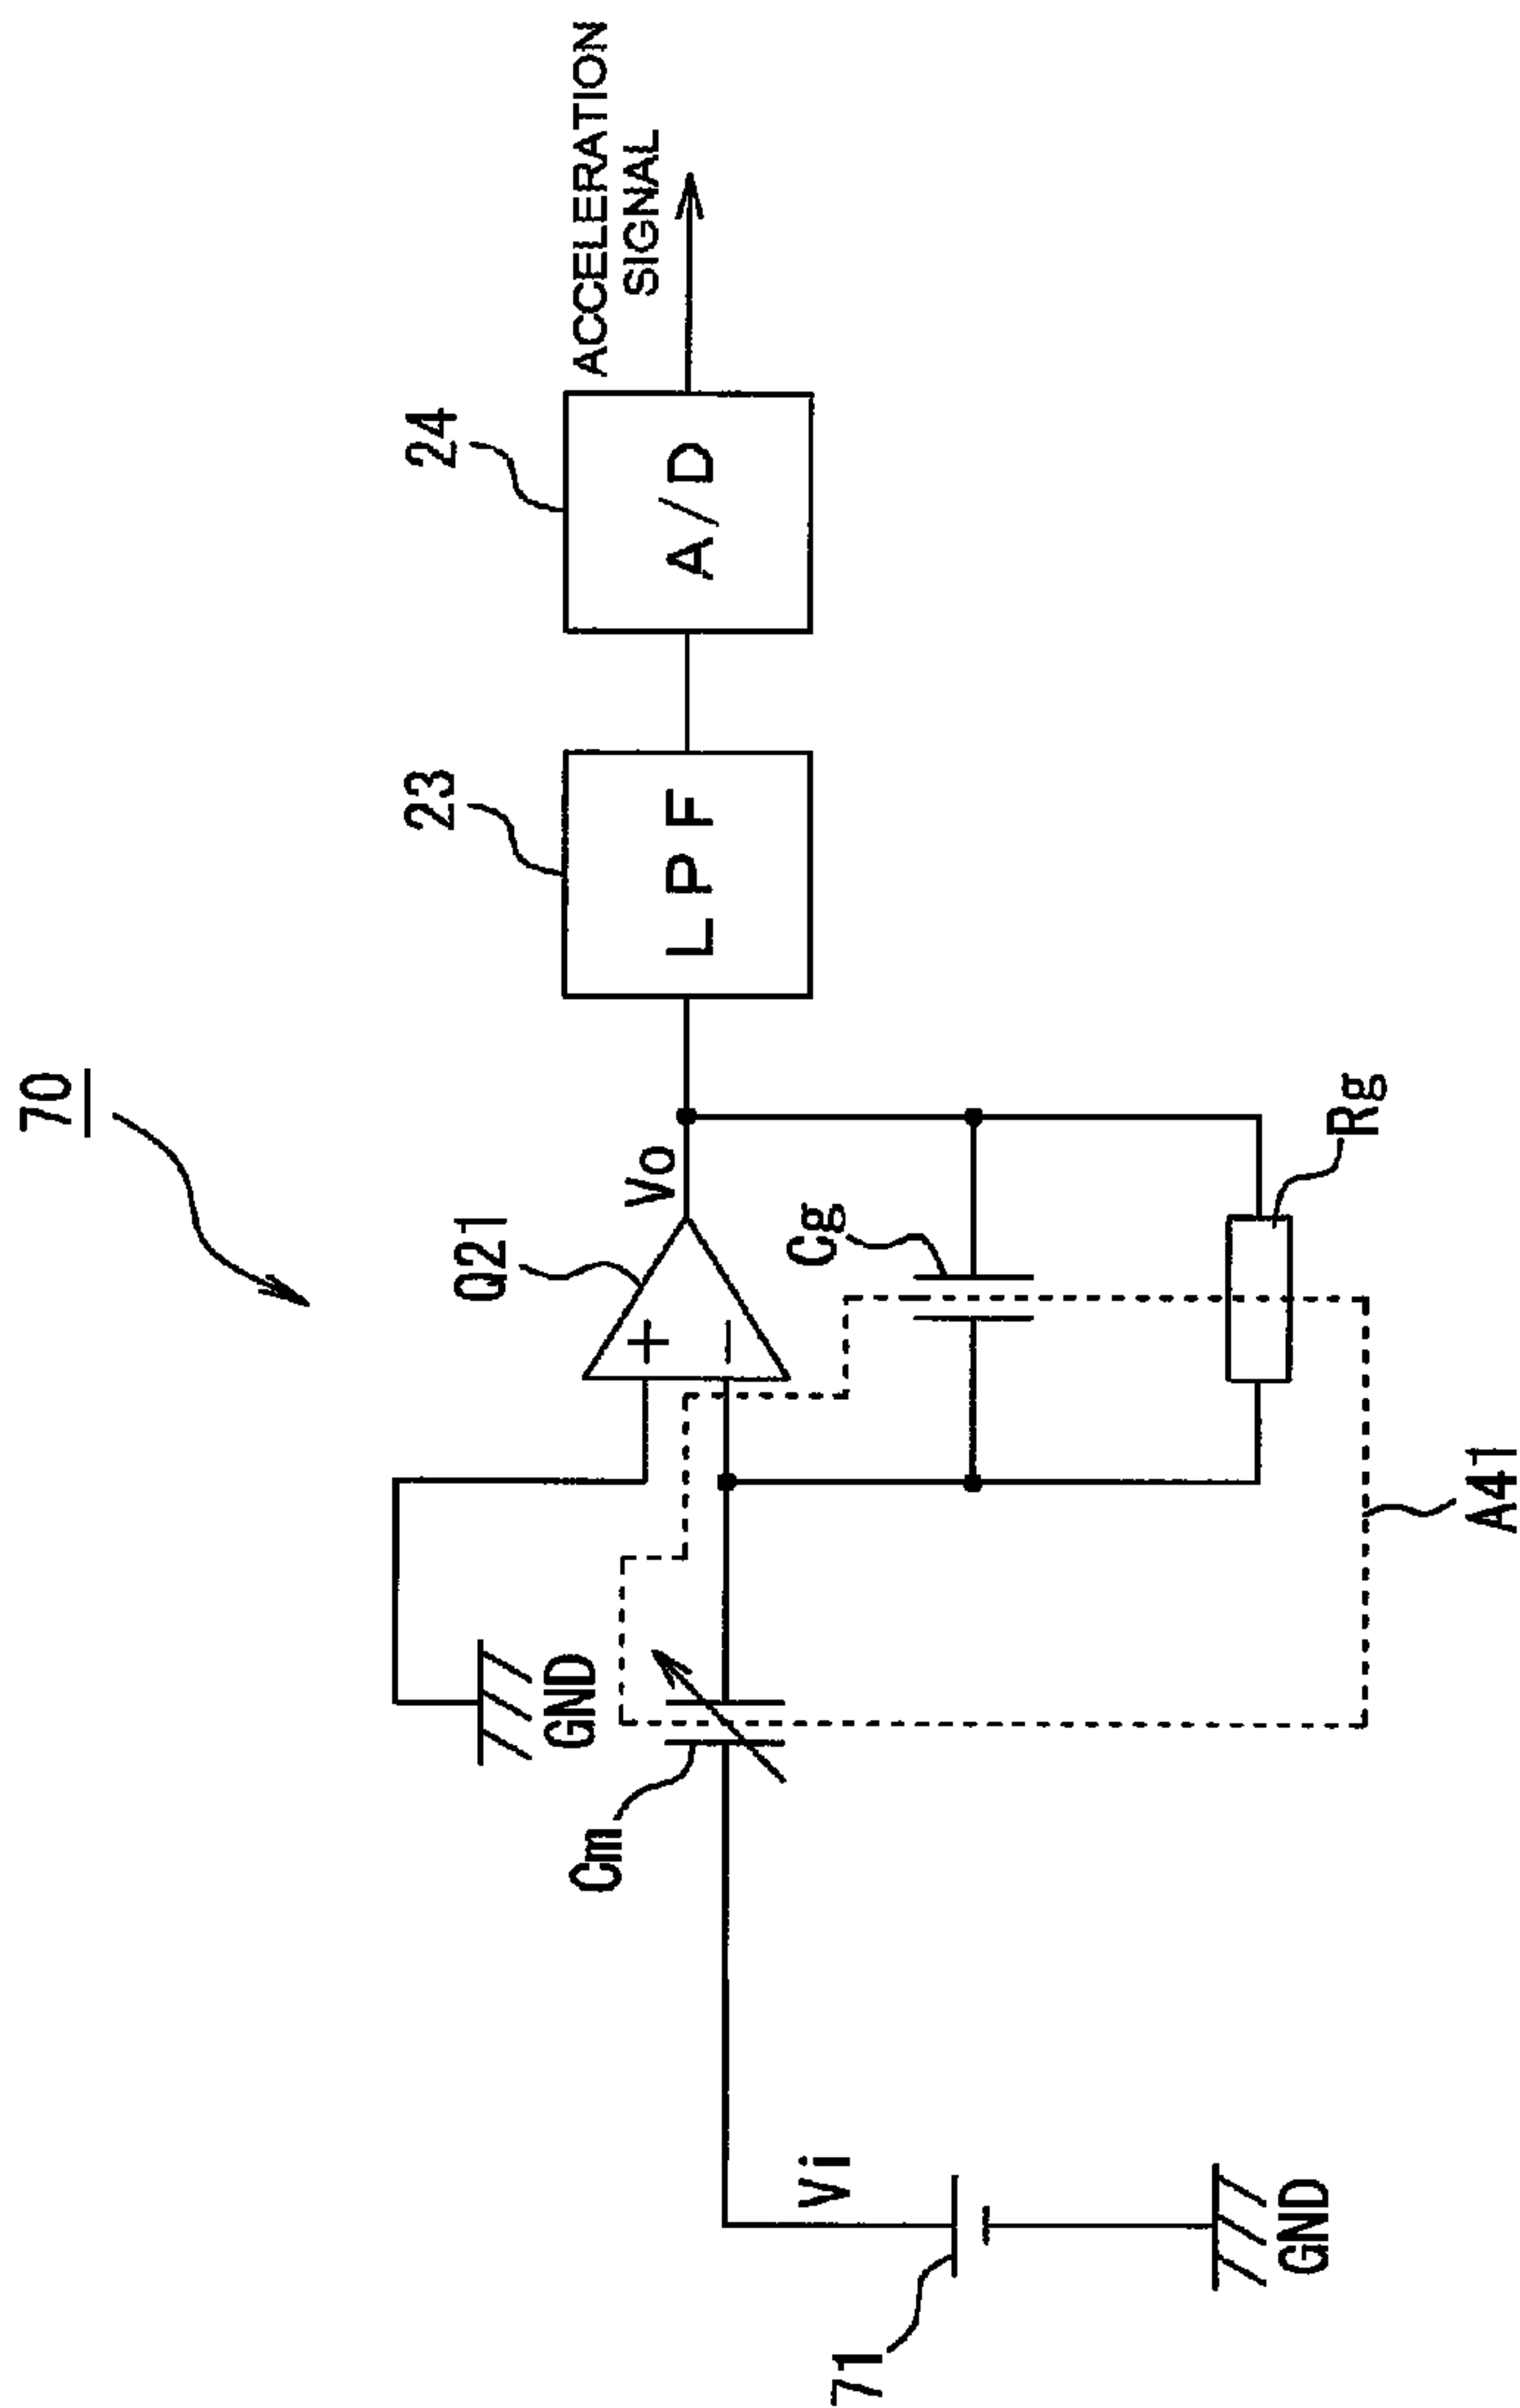 70
ACCELERATION
SIGNAL
24
A/D
23
LPF
Q21
Vo
+
−
GND
Cm
Cg
Rg
A41
Vi
71
GND